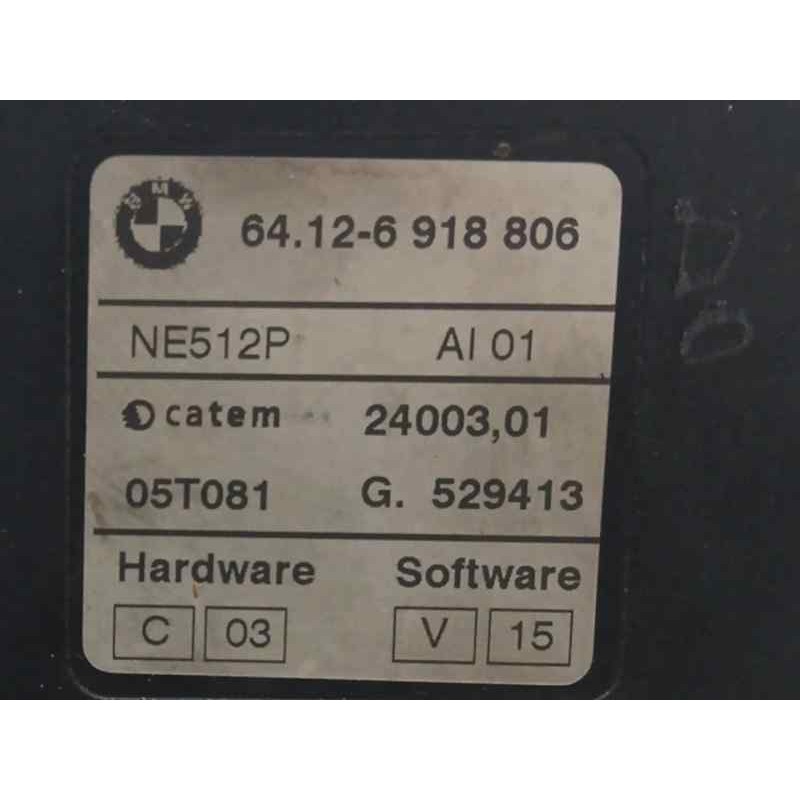 BMW
64.12-6 918 806
NE512P AI 01
catem 24003,01
05T081 G. 529413
Hardware Software
C 03 V 15